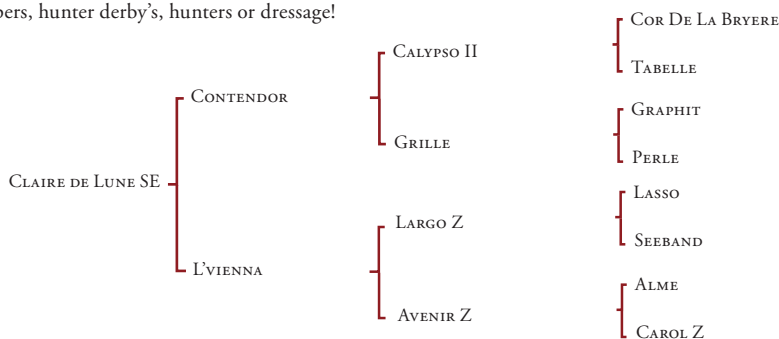 pers, hunter derby's, hunters or dressage!
Cor De La Bryere
Calypso II
Tabelle
Contendor
Graphit
Grille
Perle
Claire de Lune SE
Lasso
Largo Z
Seeband
L'vienna
Alme
Avenir Z
Carol Z